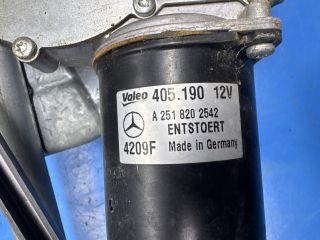 Valeo 405.190 12V
A 251 820 2542
ENTSTOERT
4209F Made in Germany